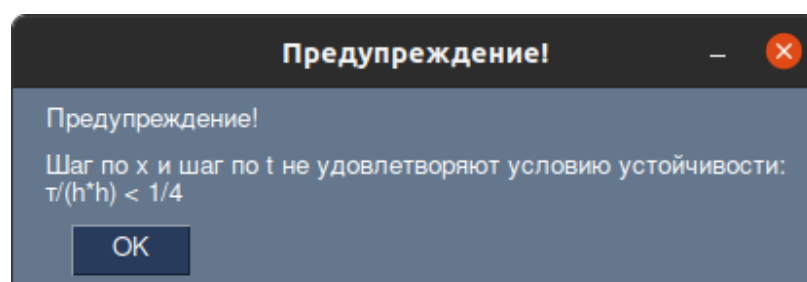 Предупреждение!
Предупреждение!
Шаг по x и шаг по t не удовлетворяют условию устойчивости:
т/(h*h) < 1/4
OK